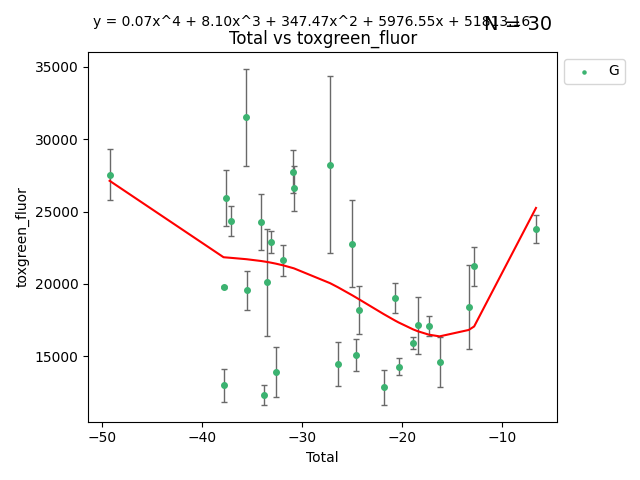 y = 0.07x^4 + 8.10x^3 + 347.47x^2 + 5976.55x + 51813.16
N = 30
Total vs toxgreen_fluor
G
35000
30000
25000
20000
15000
toxgreen_fluor
−50
−40
−30
−20
−10
Total